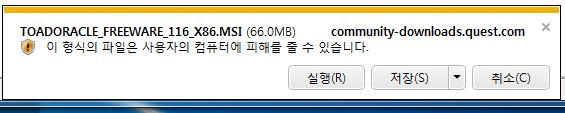 TOADORACLE_FREEWARE_116_X86.MSI (66.0MB) community-downloads.quest.com
이 형식의 파일은 사용자의 컴퓨터에 피해를 줄 수 있습니다.
실행(R) 저장(S) 취소(C)